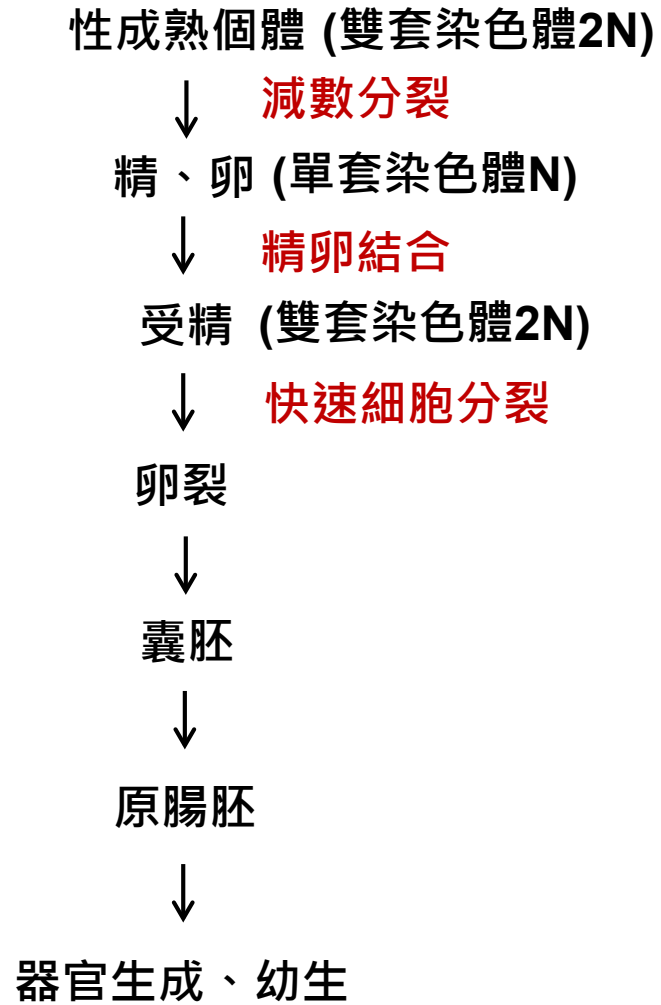 性成熟個體 (雙套染色體2N)
減數分裂
精、卵 (單套染色體N)
精卵結合
受精 (雙套染色體2N)
快速細胞分裂
卵裂
囊胚
原腸胚
器官生成、幼生